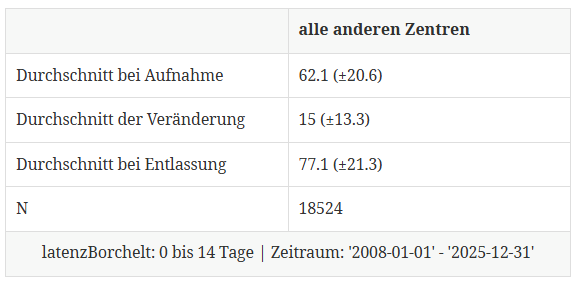 alle anderen Zentren
Durchschnitt bei Aufnahme 62.1 (±20.6)
Durchschnitt der Veränderung 15 (±13.3)
Durchschnitt bei Entlassung 77.1 (±21.3)
N 18524
latenzBorchelt: 0 bis 14 Tage | Zeitraum: '2008-01-01' - '2025-12-31'